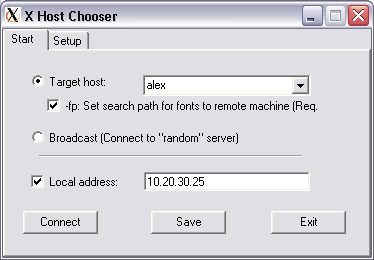 X Host Chooser
Start Setup
Target host: alex
-fp: Set search path for fonts to remote machine (Req.
Broadcast (Connect to "random" server)
Local address: 10.20.30.25
Connect Save Exit